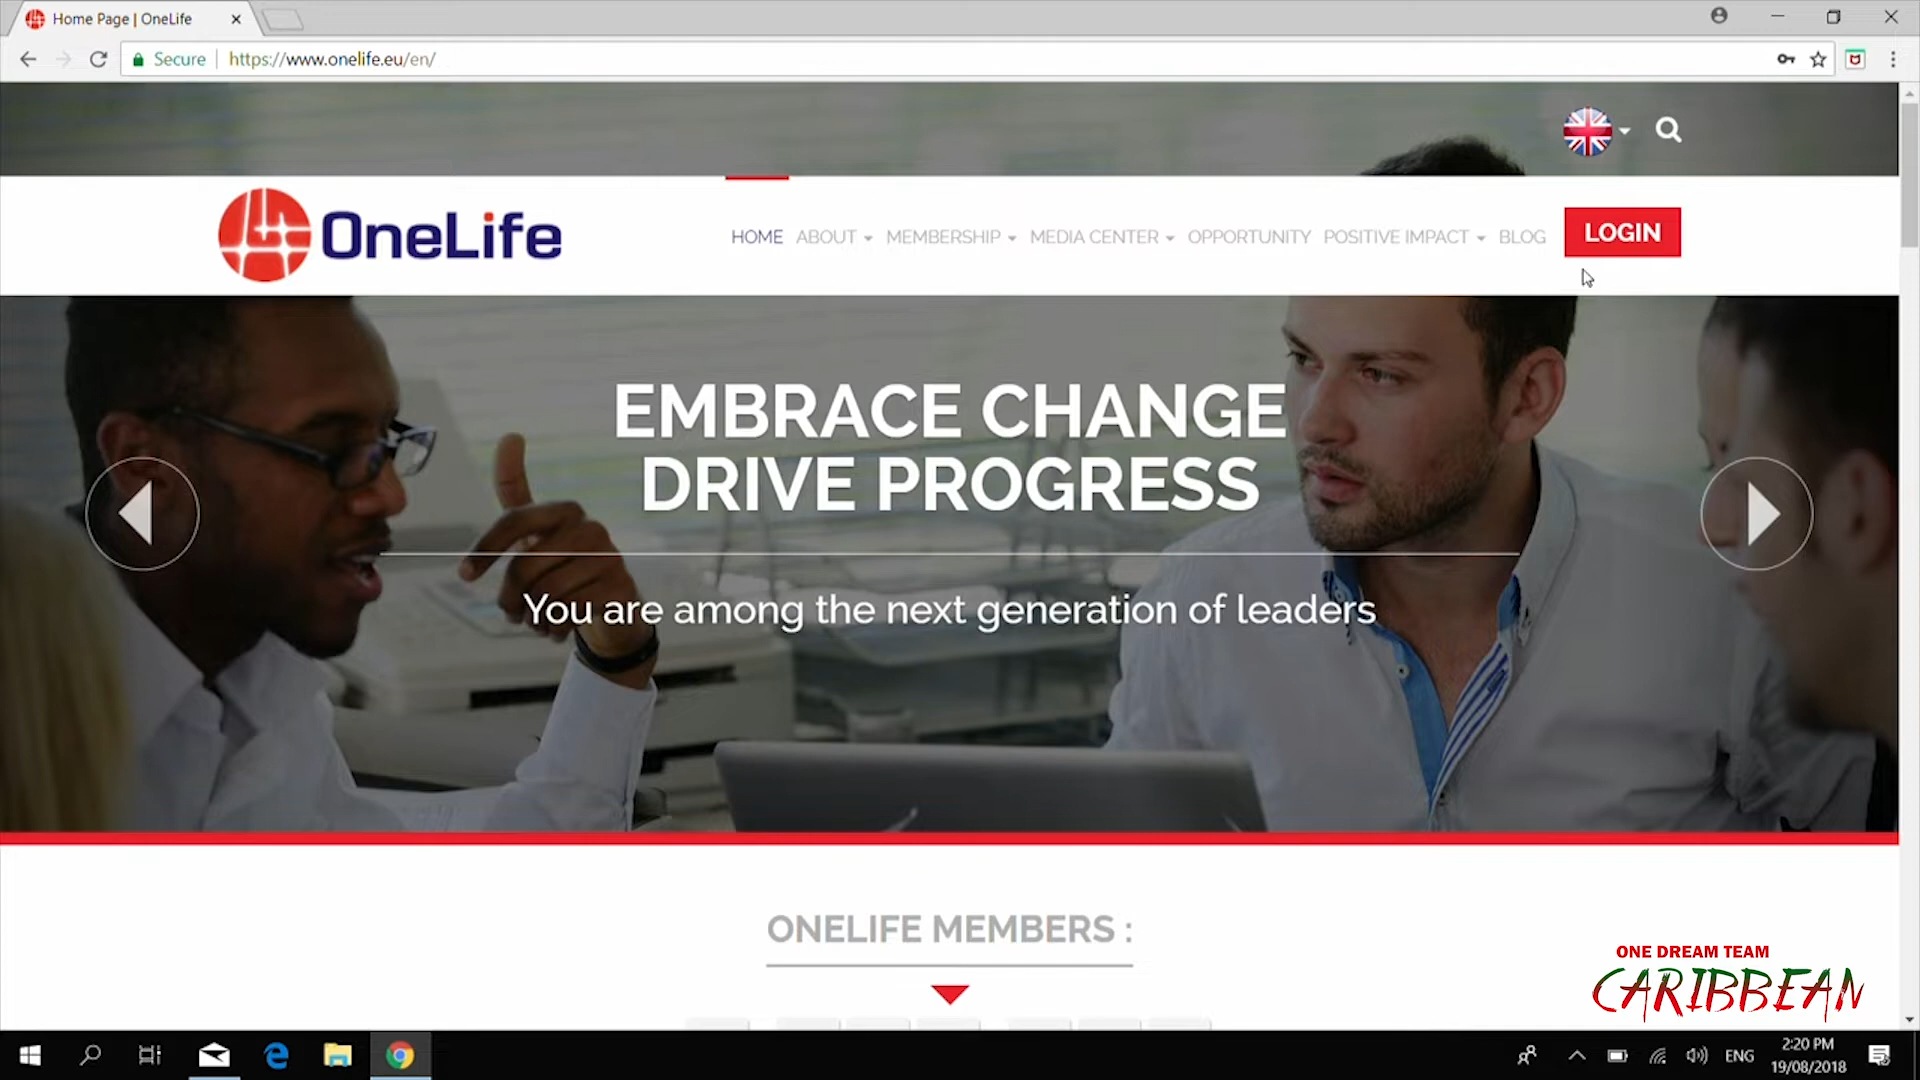 Home Page | OneLife
Secure
https://www.onelife.eu/en/
OneLife
HOME ABOUT MEMBERSHIP MEDIA CENTER OPPORTUNITY POSITIVE IMPACT BLOG LOGIN
EMBRACE CHANGE
DRIVE PROGRESS
You are among the next generation of leaders
ONELIFE MEMBERS :
ONE DREAM TEAM
CARIBBEAN
ENG
2:20 PM
19/08/2018